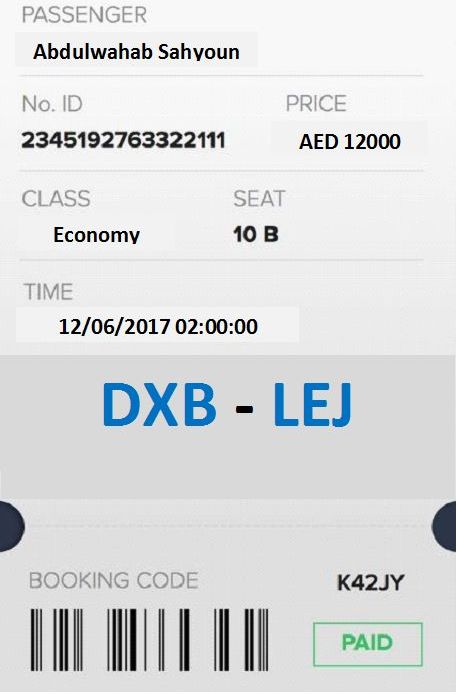 PASSENGER
Abdulwahab Sahyoun
No. ID PRICE
2345192763322111 AED 12000
CLASS SEAT
Economy 10 B
TIME
12/06/2017 02:00:00
DXB - LEJ
BOOKING CODE K42JY
PAID